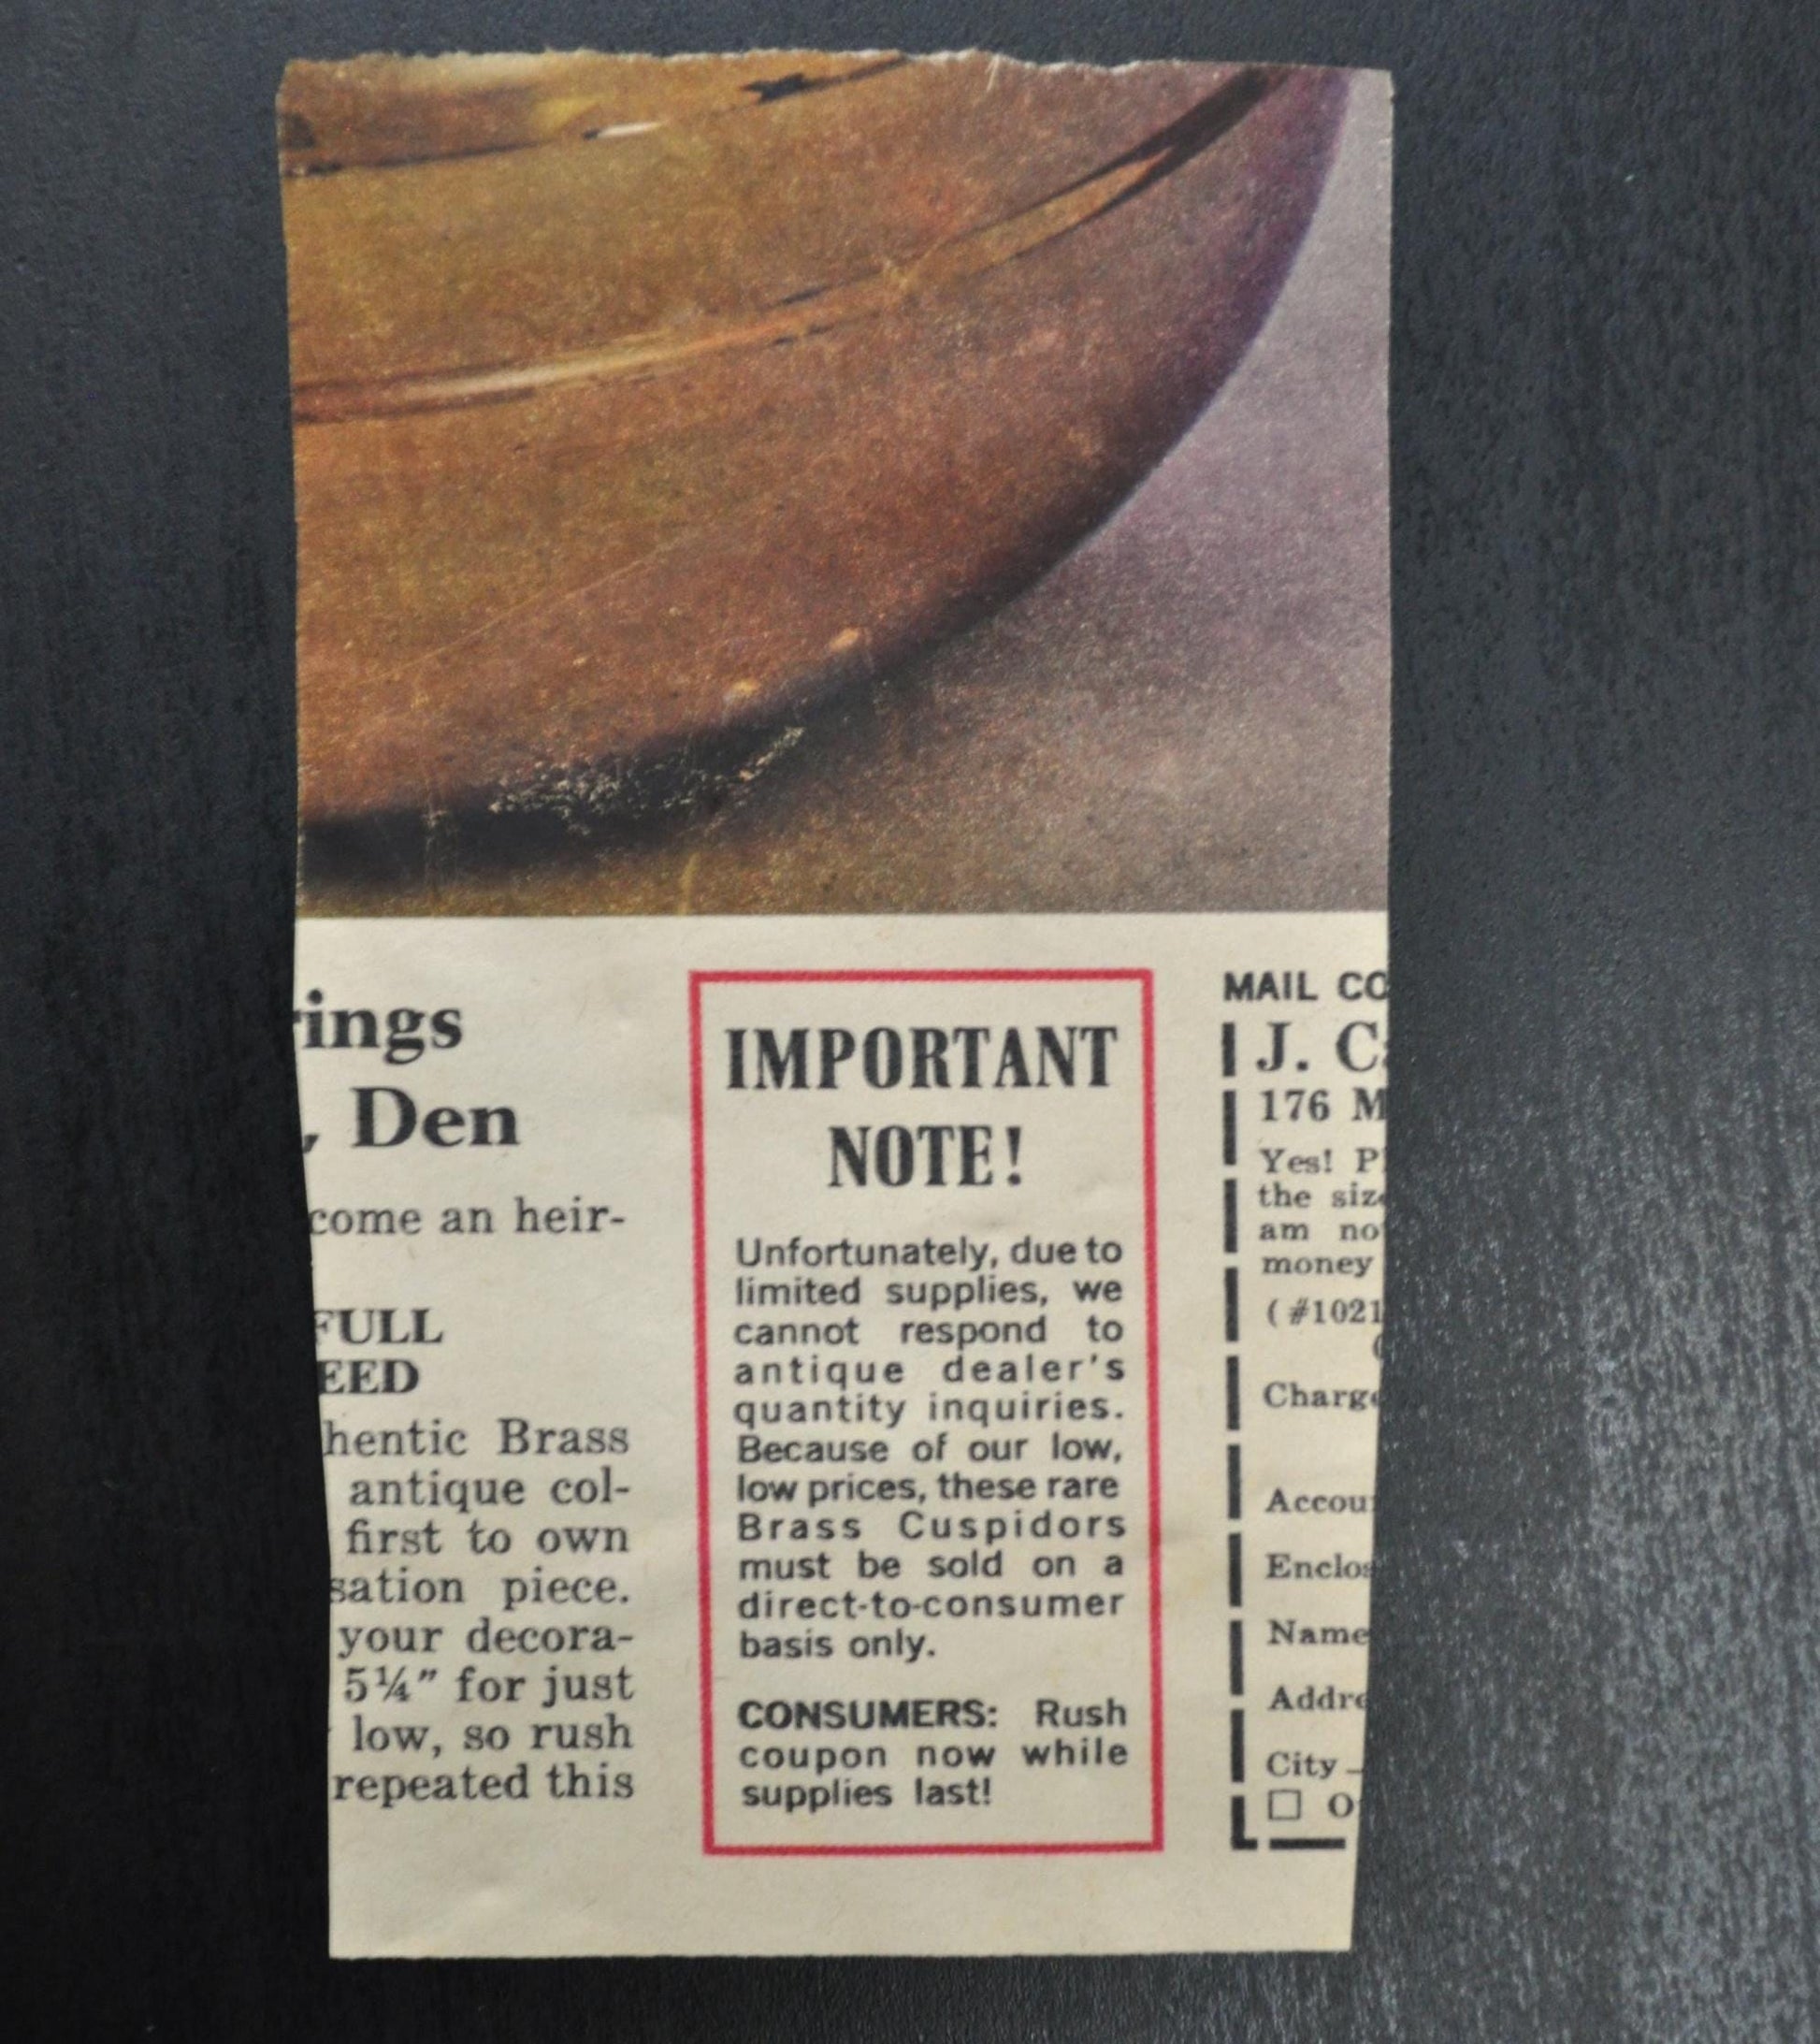 rings
, Den
come an heir-
FULL
EED
hentic Brass
antique col-
first to own
sation piece.
your decora-
5¼″ for just
low, so rush
repeated this
IMPORTANT
NOTE!
Unfortunately, due to
limited supplies, we
cannot respond to
antique dealer's
quantity inquiries.
Because of our low,
low prices, these rare
Brass Cuspidors
must be sold on a
direct-to-consumer
basis only.
CONSUMERS: Rush
coupon now while
supplies last!
MAIL CO
J. C
176 M
Yes! P
the siz
am no
money
(#1021
(
Charge
Accou
Enclos
Name
Addre
City
O